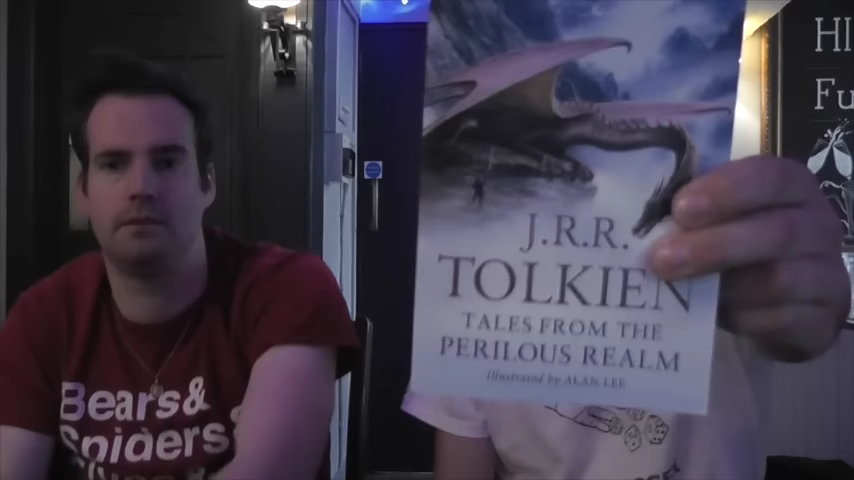 J.R.R.
TOLKIEN
TALES FROM THE
PERILOUS REALM
Illustrated by ALAN LEE
Bears&
Spiders&
HI
Fu